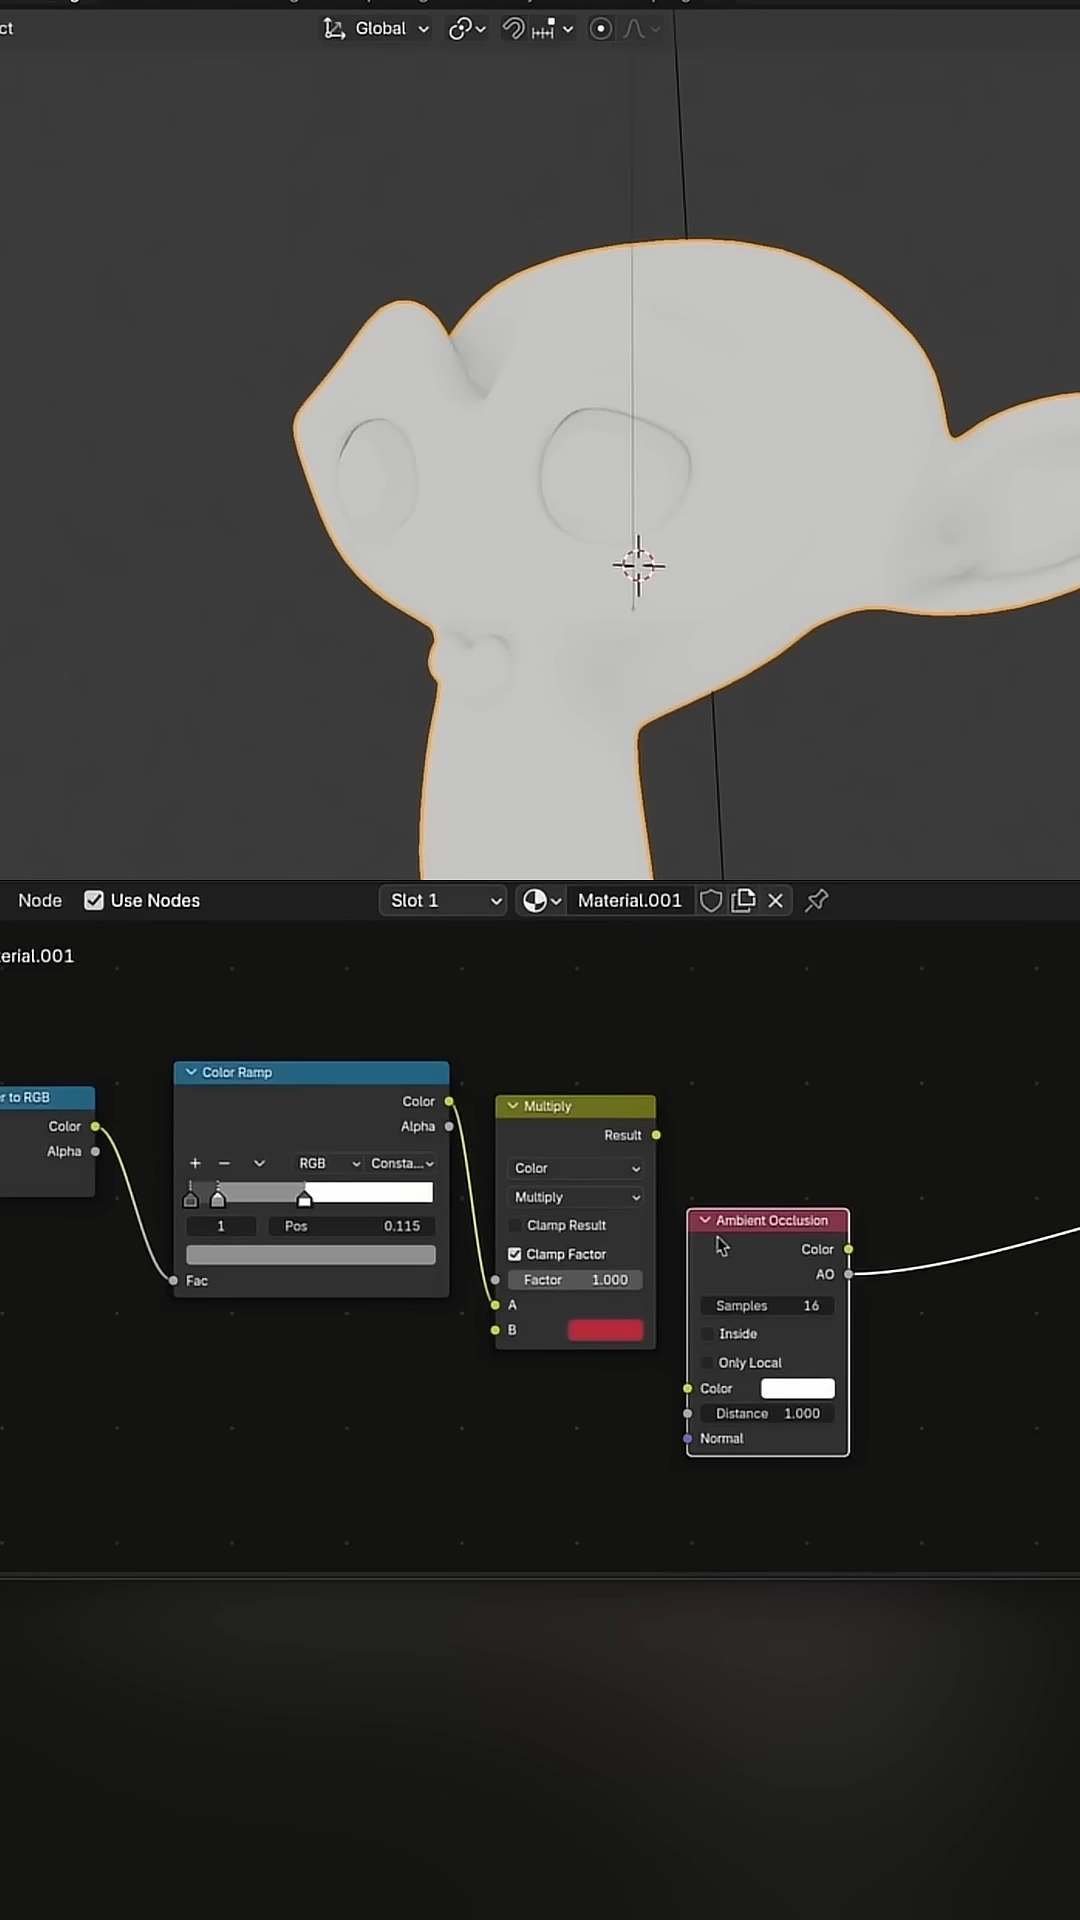 ct
Global
Node
Use Nodes
Slot 1
Material.001
erial.001
r to RGB
Color
Alpha
Color Ramp
Color
Alpha
RGB
Consta...
1
Pos 0.115
Fac
Multiply
Result
Color
Multiply
Clamp Result
Clamp Factor
Factor 1.000
A
B
Ambient Occlusion
Color
AO
Samples 16
Inside
Only Local
Color
Distance 1.000
Normal